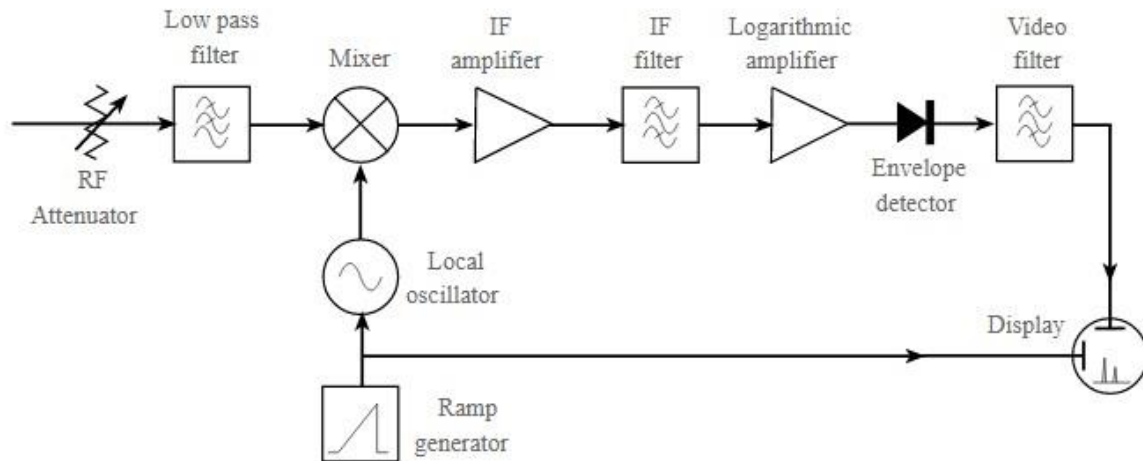 Low pass
filter
Mixer
IF
amplifier
IF
filter
Logarithmic
amplifier
Video
filter
RF
Attenuator
Envelope
detector
Local
oscillator
Display
Ramp
generator